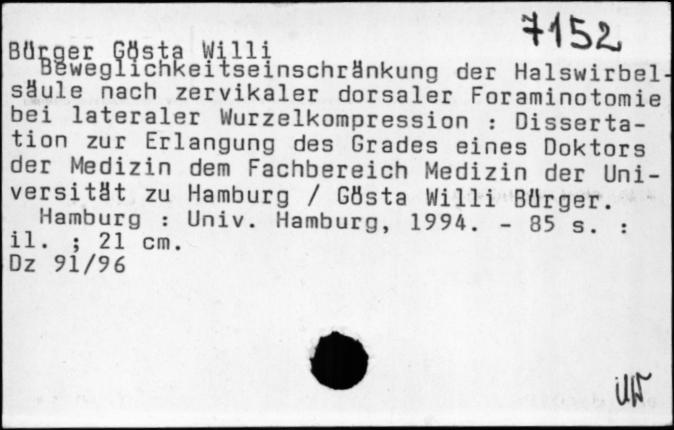 7152
Bürger Gösta Willi
Beweglichkeitseinschränkung der Halswirbel-
säule nach zervikaler dorsaler Foraminotomie
bei lateraler Wurzelkompression : Disserta-
tion zur Erlangung des Grades eines Doktors
der Medizin dem Fachbereich Medizin der Uni-
versität zu Hamburg / Gösta Willi Bürger.
Hamburg : Univ. Hamburg, 1994. - 85 s. :
il. ; 21 cm.
Dz 91/96
UW